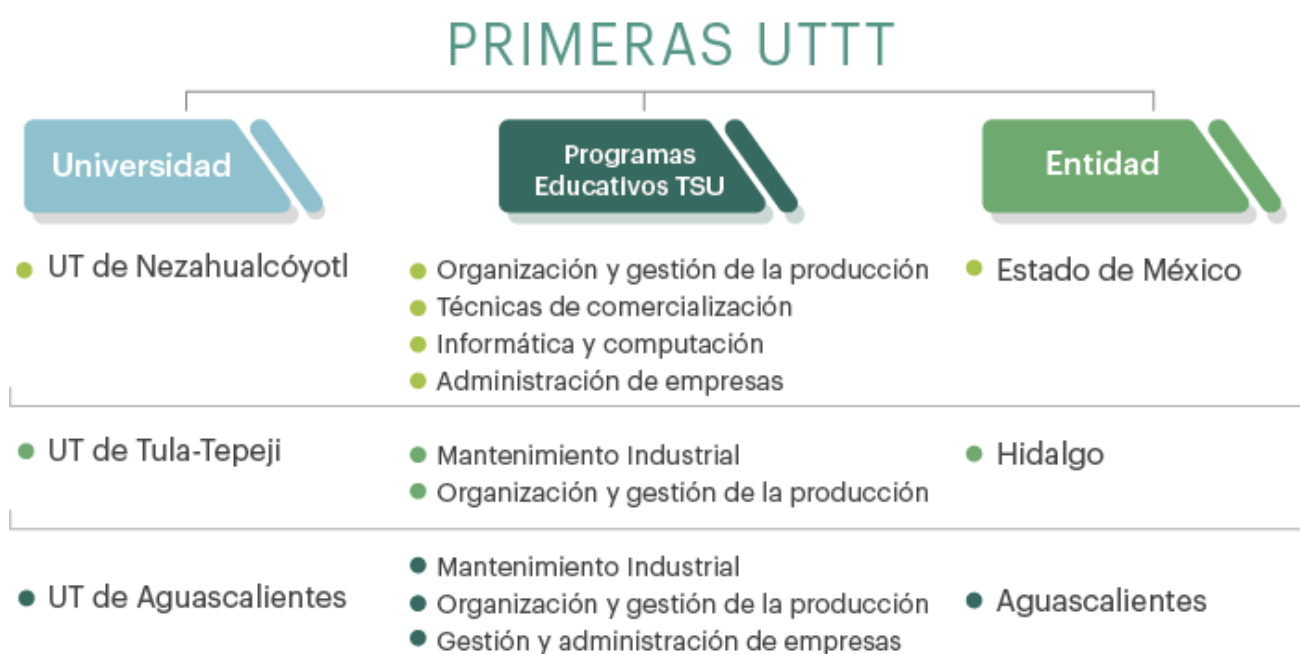 PRIMERAS UTTT
Universidad
Programas
Educativos TSU
Entidad
UT de Nezahualcóyotl
Organización y gestión de la producción
Técnicas de comercialización
Informática y computación
Administración de empresas
Estado de México
UT de Tula-Tepeji
Mantenimiento Industrial
Organización y gestión de la producción
Hidalgo
UT de Aguascalientes
Mantenimiento Industrial
Organización y gestión de la producción
Gestión y administración de empresas
Aguascalientes